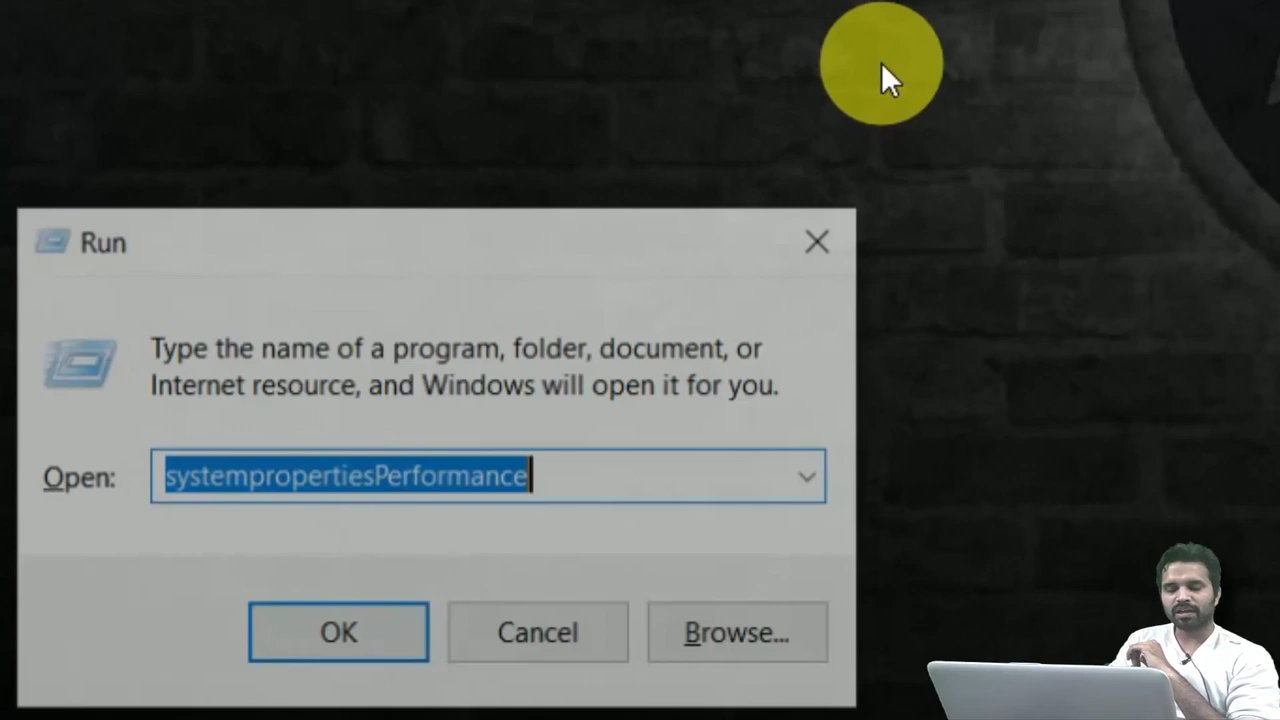 Run
Type the name of a program, folder, document, or
Internet resource, and Windows will open it for you.
Open:
systempropertiesPerformance
OK
Cancel
Browse...